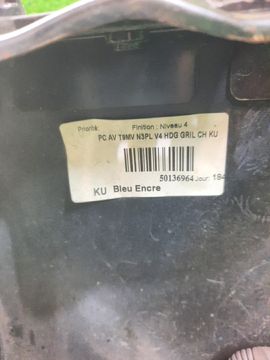 Priorité: Finition : Niveau 4
PC AV T9MV N3PL V4 HDG GRIL CH KU
50136964 Jour: 184
KU Bleu Encre